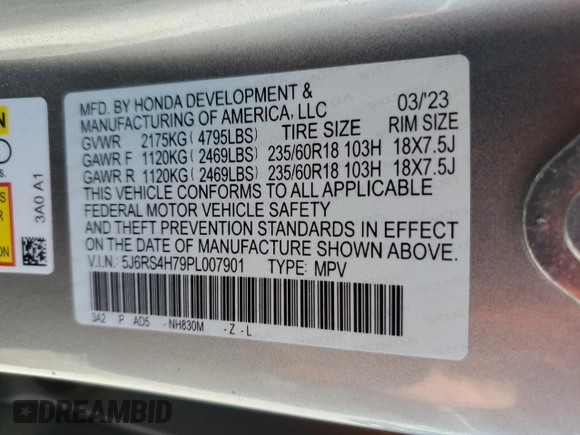 MFD. BY HONDA DEVELOPMENT &
MANUFACTURING OF AMERICA, LLC 03/'23
GVWR 2175KG ( 4795LBS) TIRE SIZE RIM SIZE
GAWR F 1120KG ( 2469LBS) 235/60R18 103H 18X7.5J
GAWR R 1120KG ( 2469LBS) 235/60R18 103H 18X7.5J
THIS VEHICLE CONFORMS TO ALL APPLICABLE
FEDERAL MOTOR VEHICLE SAFETY
AND THEFT PREVENTION STANDARDS IN EFFECT
ON THE DATE OF MANUFACTURE SHOWN ABOVE.
V.I.N.: 5J6RS4H79PL007901 TYPE: MPV
3A2 P AD5 -NH830M -Z-L
3A0 A1
DREAMBID